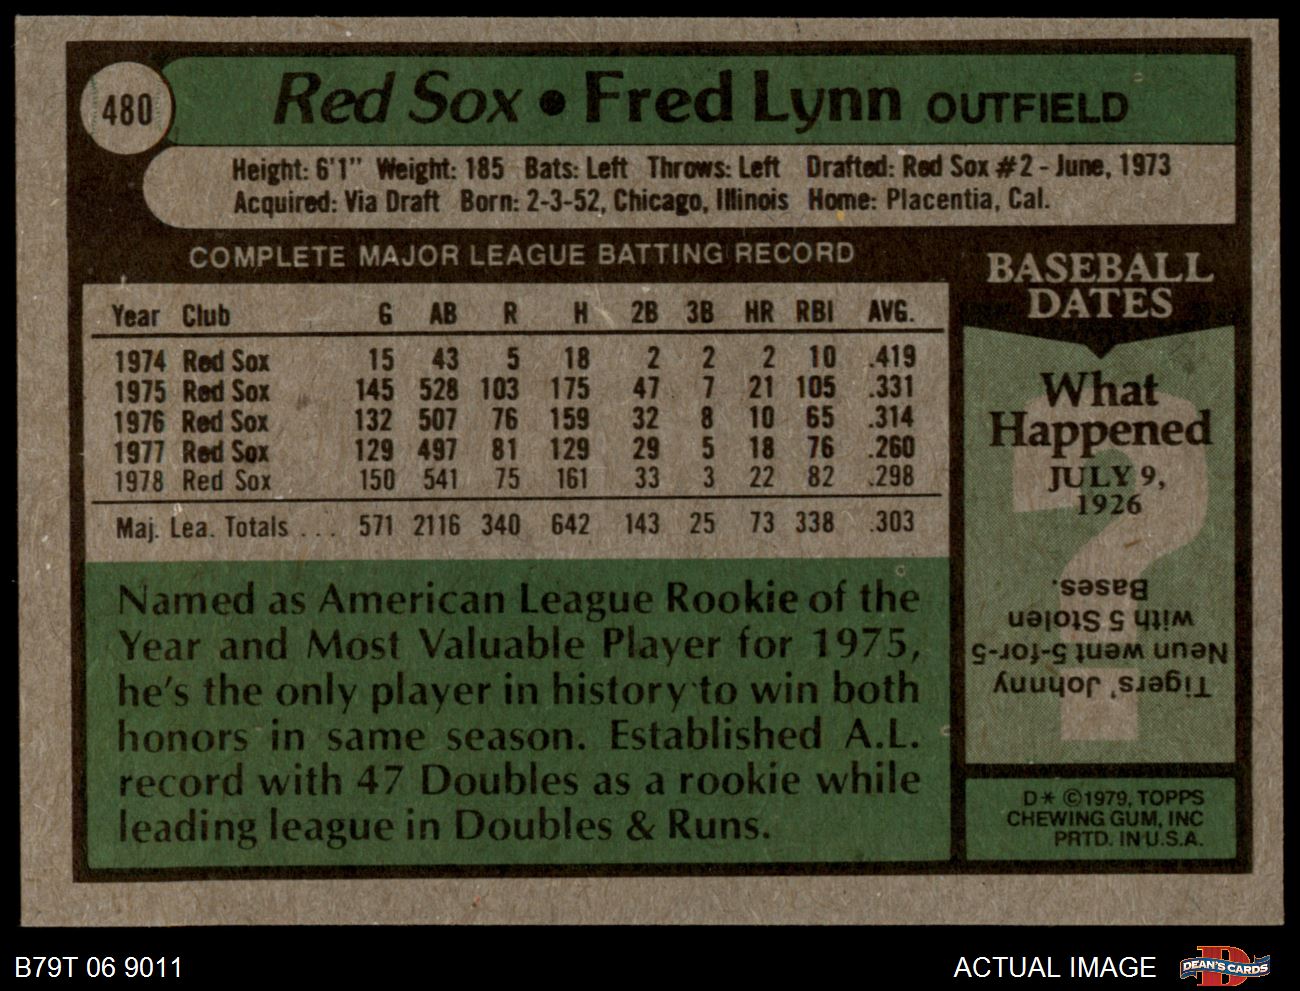 480
Red Sox • Fred Lynn OUTFIELD
Height: 6'1" Weight: 185 Bats: Left Throws: Left Drafted: Red Sox #2 - June, 1973
Acquired: Via Draft Born: 2-3-52, Chicago, Illinois Home: Placentia, Cal.
COMPLETE MAJOR LEAGUE BATTING RECORD
Year Club G AB R H 2B 3B HR RBI AVG.
1974 Red Sox 15 43 5 18 2 2 2 10 .419
1975 Red Sox 145 528 103 175 47 7 21 105 .331
1976 Red Sox 132 507 76 159 32 8 10 65 .314
1977 Red Sox 129 497 81 129 29 5 18 76 .260
1978 Red Sox 150 541 75 161 33 3 22 82 .298
Maj. Lea. Totals . . . 571 2116 340 642 143 25 73 338 .303
Named as American League Rookie of the
Year and Most Valuable Player for 1975,
he's the only player in history to win both
honors in same season. Established A.L.
record with 47 Doubles as a rookie while
leading league in Doubles & Runs.
BASEBALL
DATES
What
Happened
JULY 9,
1926
?
Tigers' Johnny
Neun went 5-for-5
with 5 Stolen
Bases.
D* ©1979, TOPPS
CHEWING GUM, INC
PRTD. IN U.S.A.
B79T 06 9011
ACTUAL IMAGE
D
DEAN'S CARDS